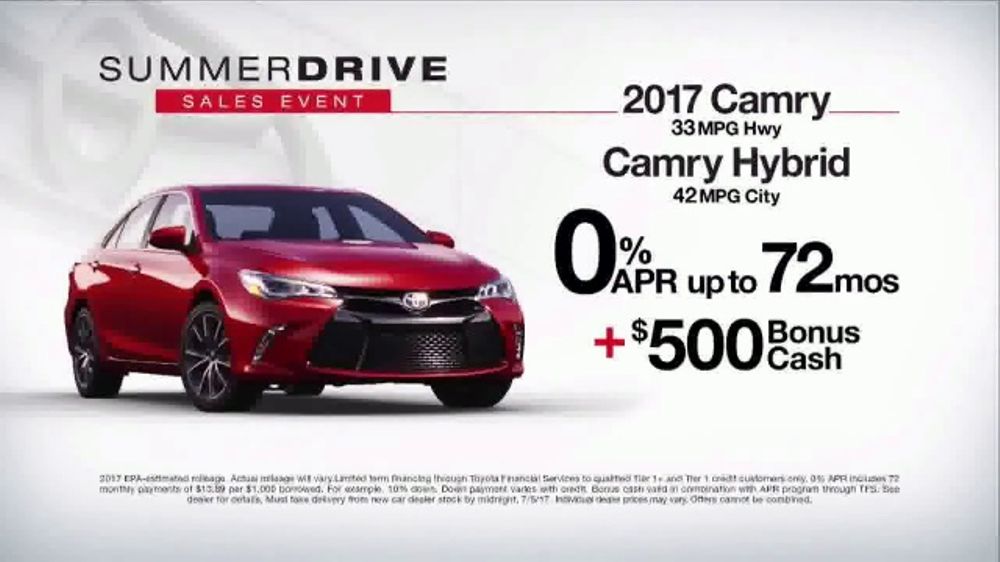 SUMMERDRIVE
SALES EVENT
2017 Camry
33 MPG Hwy
Camry Hybrid
42 MPG City
0% APR up to 72 mos
+ $500 Bonus Cash
2017 EPA-estimated mileage. Actual mileage will vary. Limited term financing through Toyota Financial Services to qualified Tier 1+ and Tier 1 credit customers only. 0% APR includes 72
monthly payments of $13.89 per $1,000 borrowed. For example, 10% down. Down payment varies with credit. Bonus cash valid in combination with APR program through TFS. See
dealer for details. Must take delivery from new car dealer stock by midnight, 7/5/17. Individual dealer prices may vary. Offers cannot be combined.